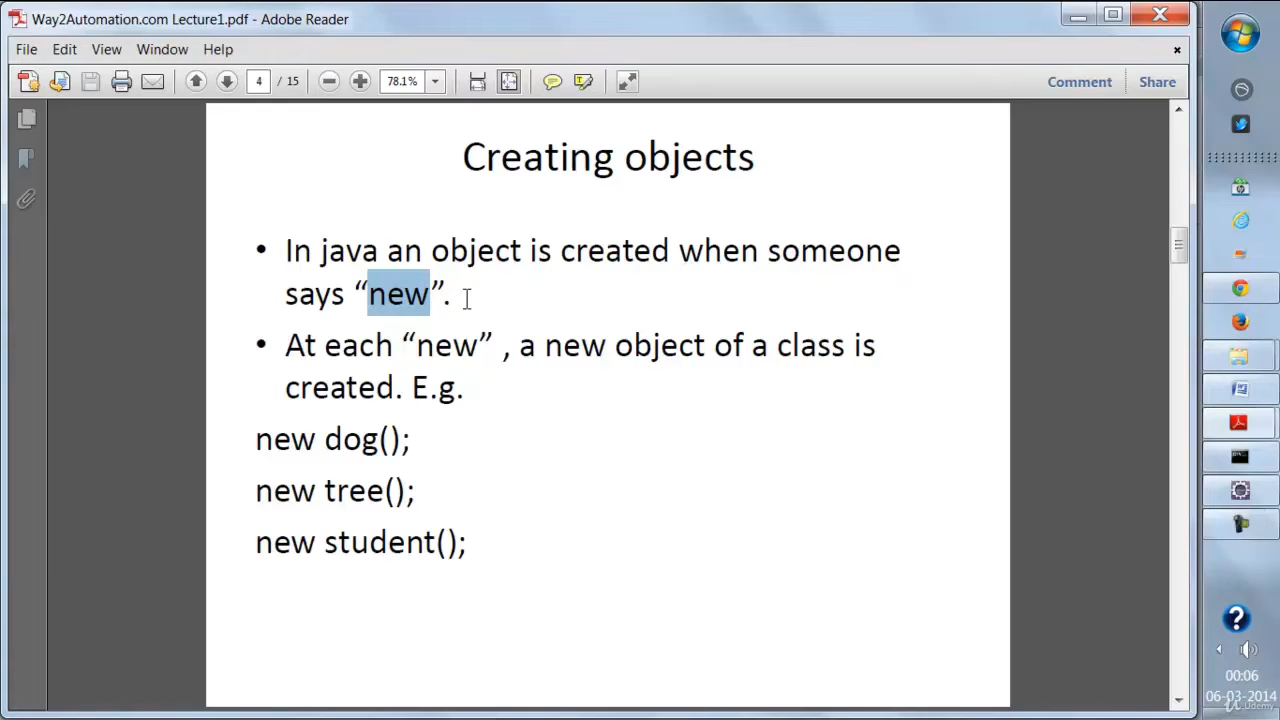 Way2Automation.com Lecture1.pdf - Adobe Reader
File Edit View Window Help
4 / 15 78.1% Comment Share
Creating objects
• In java an object is created when someone
says “new”.
• At each “new” , a new object of a class is
created. E.g.
new dog();
new tree();
new student();
00:06
06-03-2014
Udemy